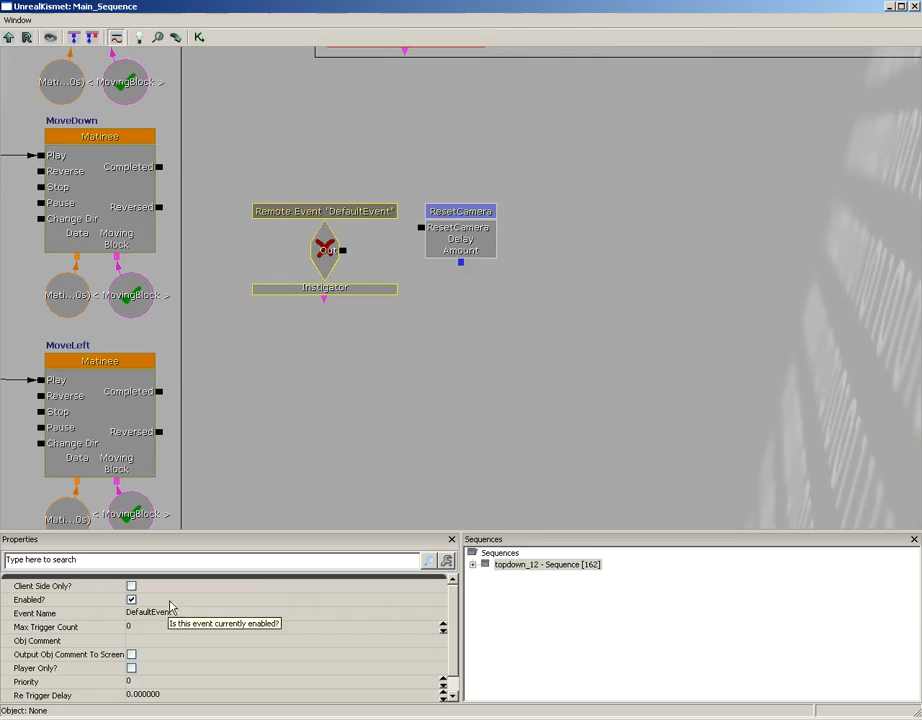 UnrealKismet: Main_Sequence
Window
Mati...0s)
< MovingBlock >
MoveDown
Matinee
Play
Completed
Reverse
Stop
Pause
Reversed
Change Dir
Data Moving
Block
Mati...0s)
< MovingBlock >
Remote Event "DefaultEvent"
Out
Instigator
ResetCamera
ResetCamera
Delay
Amount
MoveLeft
Matinee
Play
Completed
Reverse
Stop
Pause
Reversed
Change Dir
Data Moving
Block
Mati...0s)
< MovingBlock >
Properties
Type here to search
Client Side Only?
Enabled?
Event Name DefaultEvent
Is this event currently enabled?
Max Trigger Count 0
Obj Comment
Output Obj Comment To Screen
Player Only?
Priority 0
Re Trigger Delay 0.000000
Sequences
Sequences
topdown_12 - Sequence [162]
Object: None